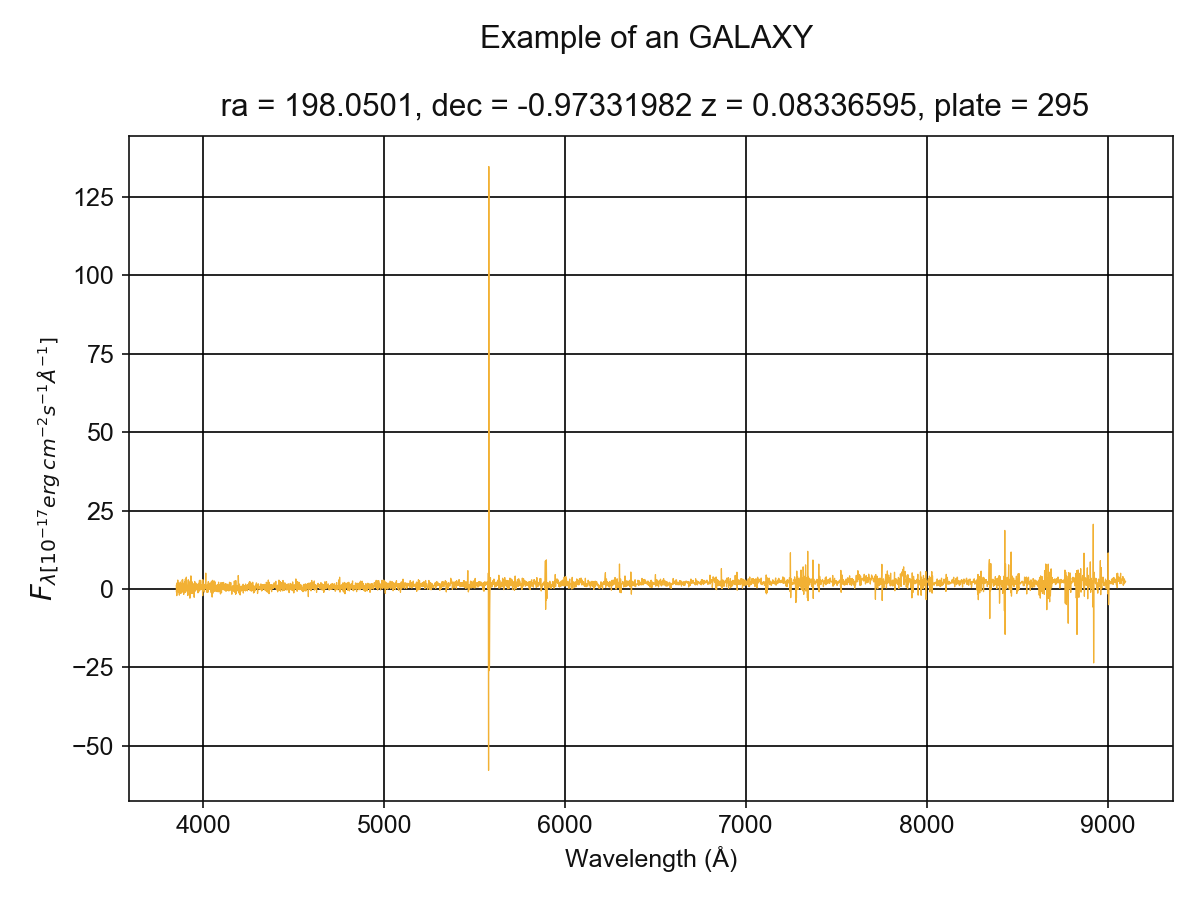 Example of an GALAXY
ra = 198.0501, dec = -0.97331982 z = 0.08336595, plate = 295
F_{λ[10^{−17} erg cm^{−2} s^{−1} Å^{−1}]}
125
100
75
50
25
0
−25
−50
4000 5000 6000 7000 8000 9000
Wavelength (Å)